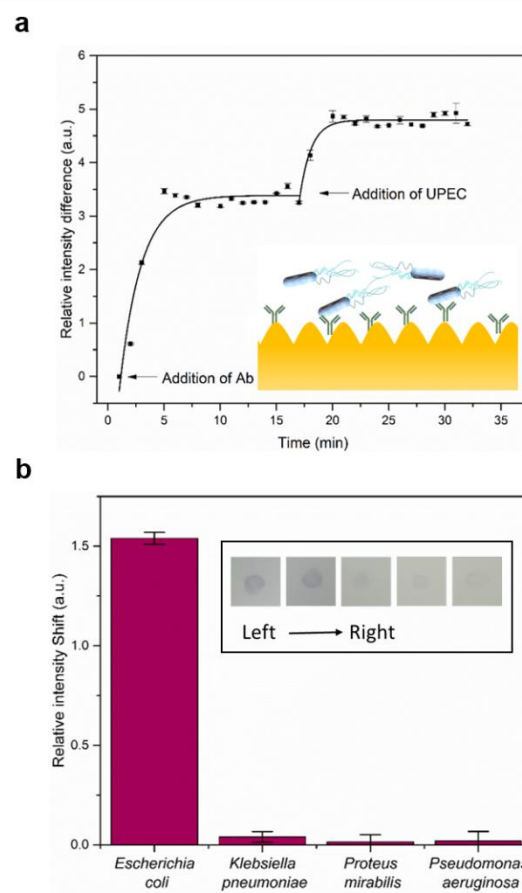 a
Relative intensity difference (a.u.)
6
5
4
3
2
1
0
Addition of UPEC
Addition of Ab
0 5 10 15 20 25 30 35
Time (min)
b
Relative intensity Shift (a.u.)
1.5
1.0
0.5
0.0
Left Right
Escherichia
coli
Klebsiella
pneumoniae
Proteus
mirabilis
Pseudomonas
aeruginosa